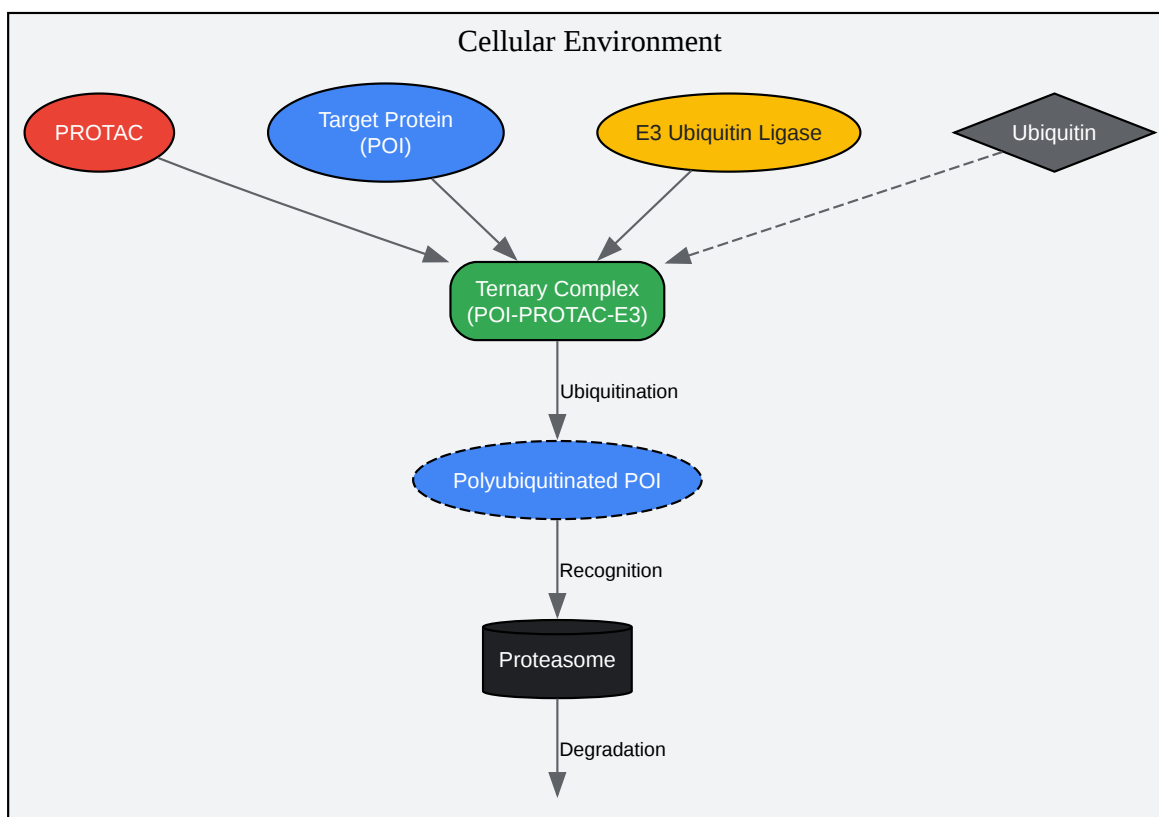 Cellular Environment
PROTAC
Target Protein
(POI)
E3 Ubiquitin Ligase
Ubiquitin
Ternary Complex
(POI-PROTAC-E3)
Ubiquitination
Polyubiquitinated POI
Recognition
Proteasome
Degradation